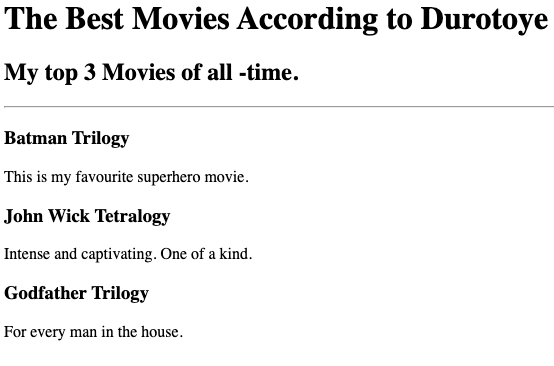 The Best Movies According to Durotoye
My top 3 Movies of all -time.
Batman Trilogy
This is my favourite superhero movie.
John Wick Tetralogy
Intense and captivating. One of a kind.
Godfather Trilogy
For every man in the house.